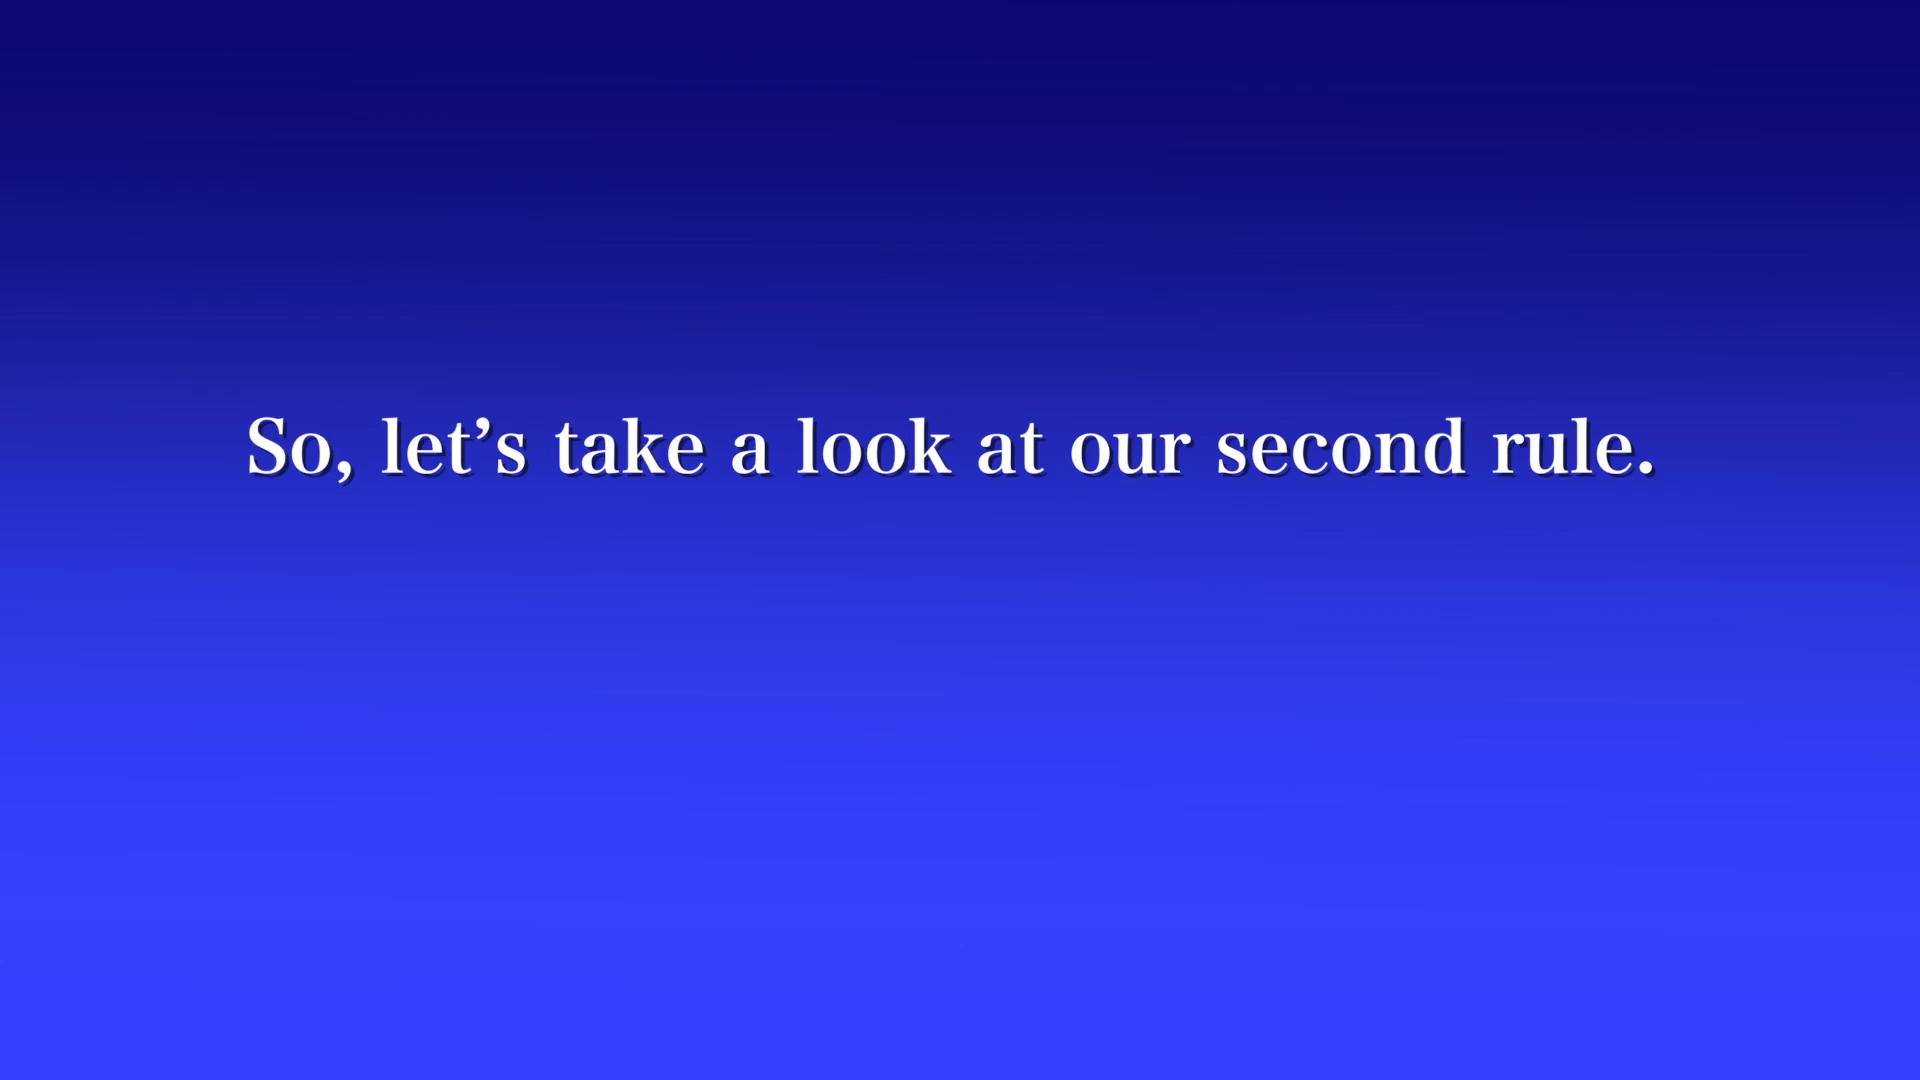 So, let’s take a look at our second rule.